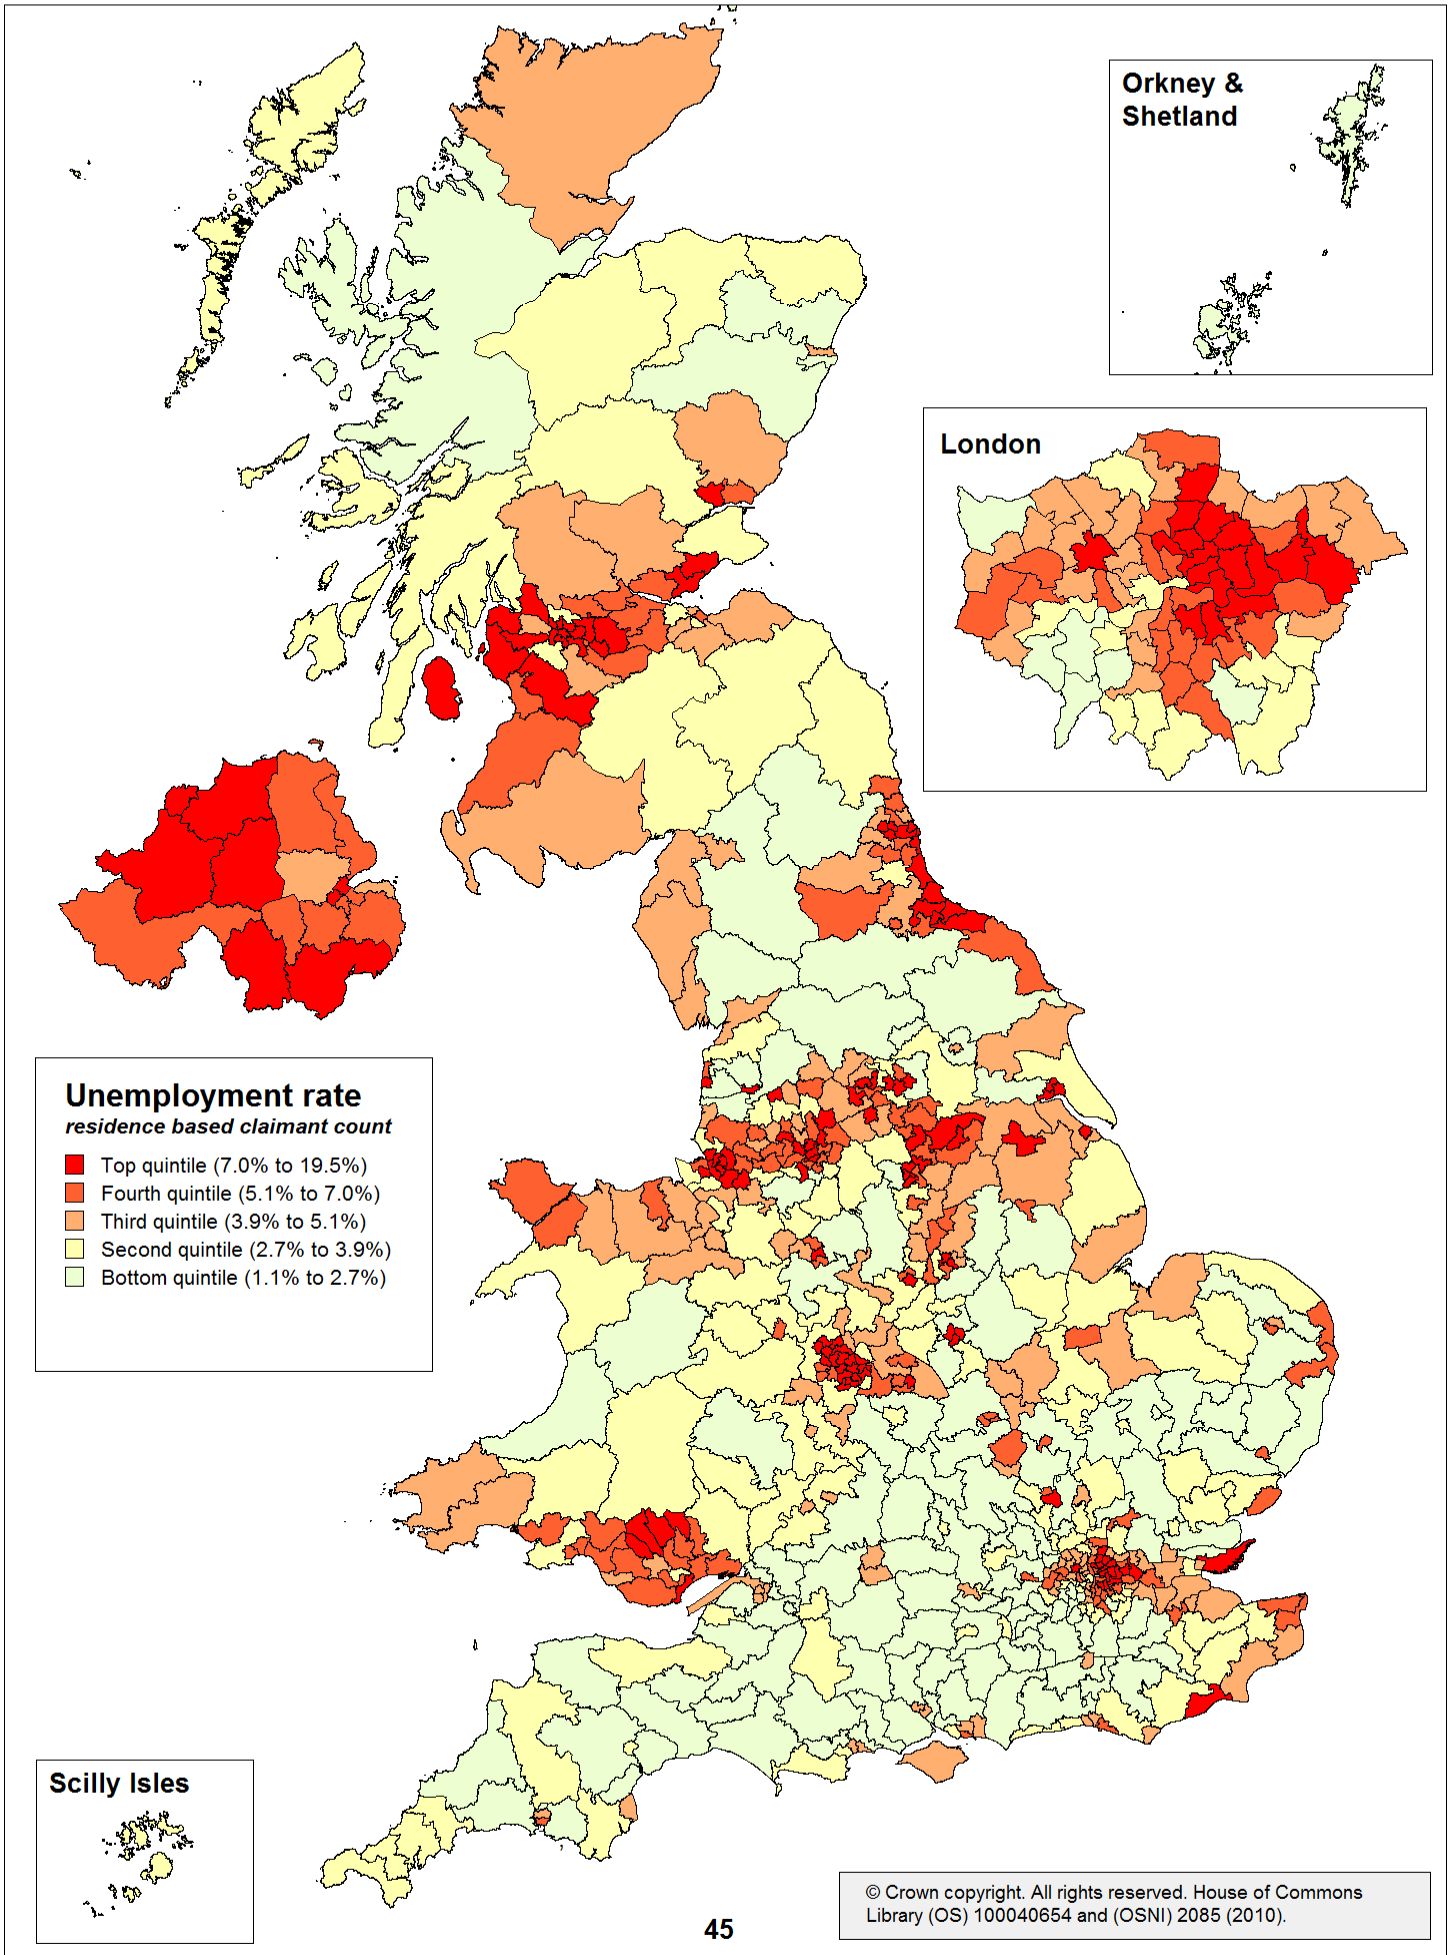 Orkney &
Shetland
London
Unemployment rate
residence based claimant count
Top quintile (7.0% to 19.5%)
Fourth quintile (5.1% to 7.0%)
Third quintile (3.9% to 5.1%)
Second quintile (2.7% to 3.9%)
Bottom quintile (1.1% to 2.7%)
Scilly Isles
© Crown copyright. All rights reserved. House of Commons
Library (OS) 100040654 and (OSNI) 2085 (2010).
45